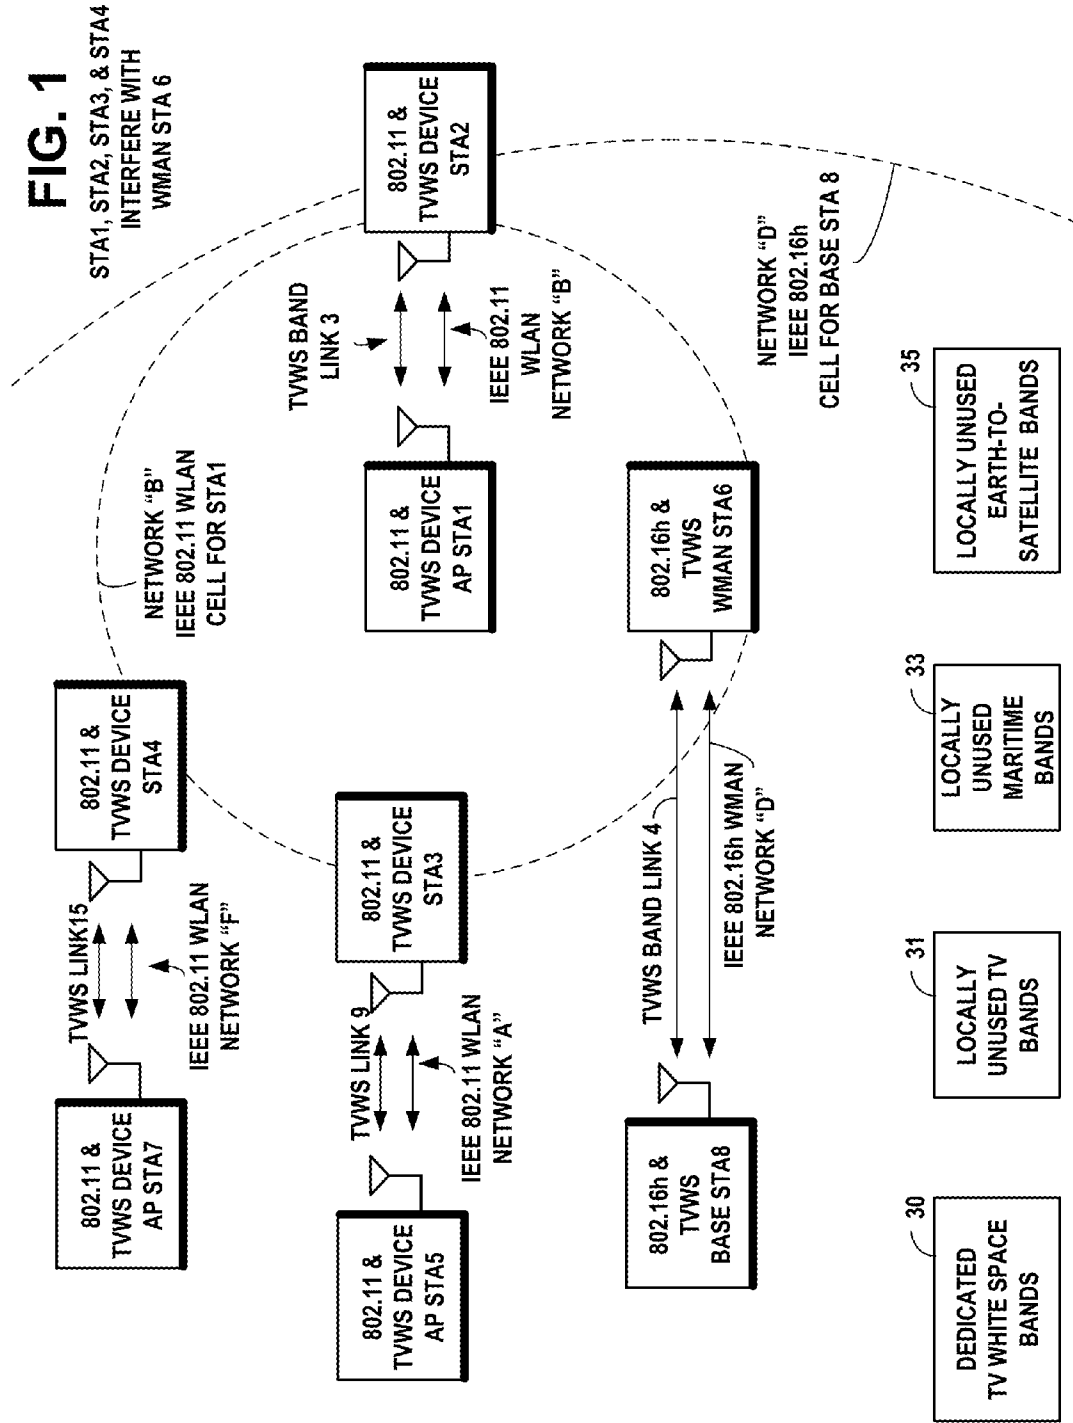 FIG. 1
STA1, STA2, STA3, & STA4
INTERFERE WITH
WMAN STA 6
802.11 &
TVWS DEVICE
AP STA7
TVWS LINK15
IEEE 802.11 WLAN
NETWORK “F”
802.11 &
TVWS DEVICE
STA4
NETWORK “B”
IEEE 802.11 WLAN
CELL FOR STA1
802.11 &
TVWS DEVICE
AP STA5
TVWS LINK 9
IEEE 802.11 WLAN
NETWORK “A”
802.11 &
TVWS DEVICE
STA3
802.11 &
TVWS DEVICE
AP STA1
TVWS BAND
LINK 3
IEEE 802.11
WLAN
NETWORK “B”
802.11 &
TVWS DEVICE
STA2
802.16h &
TVWS
BASE STA8
TVWS BAND LINK 4
IEEE 802.16h WMAN
NETWORK “D”
802.16h &
TVWS
WMAN STA6
NETWORK “D”
IEEE 802.16h
CELL FOR BASE STA 8
30
DEDICATED
TV WHITE SPACE
BANDS
31
LOCALLY
UNUSED TV
BANDS
33
LOCALLY
UNUSED
MARITIME
BANDS
35
LOCALLY UNUSED
EARTH-TO-
SATELLITE BANDS